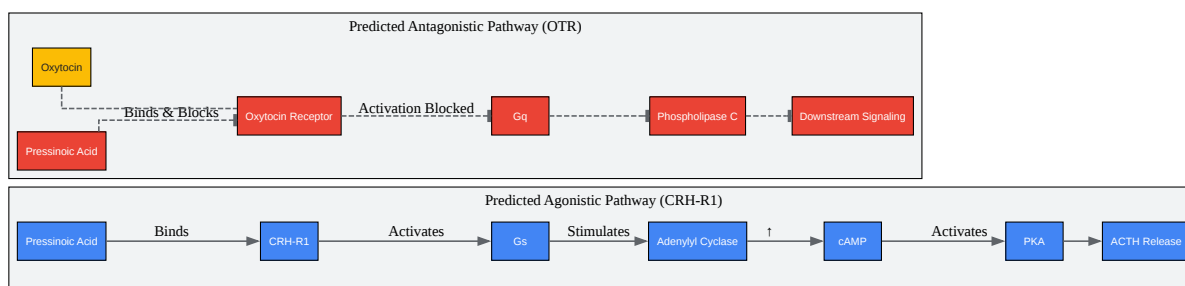 Predicted Antagonistic Pathway (OTR)
Oxytocin
Binds & Blocks
Oxytocin Receptor
Activation Blocked
Gq
Phospholipase C
Downstream Signaling
Pressinoic Acid
Predicted Agonistic Pathway (CRH-R1)
Pressinoic Acid
Binds
CRH-R1
Activates
Gs
Stimulates
Adenylyl Cyclase
↑
cAMP
Activates
PKA
ACTH Release